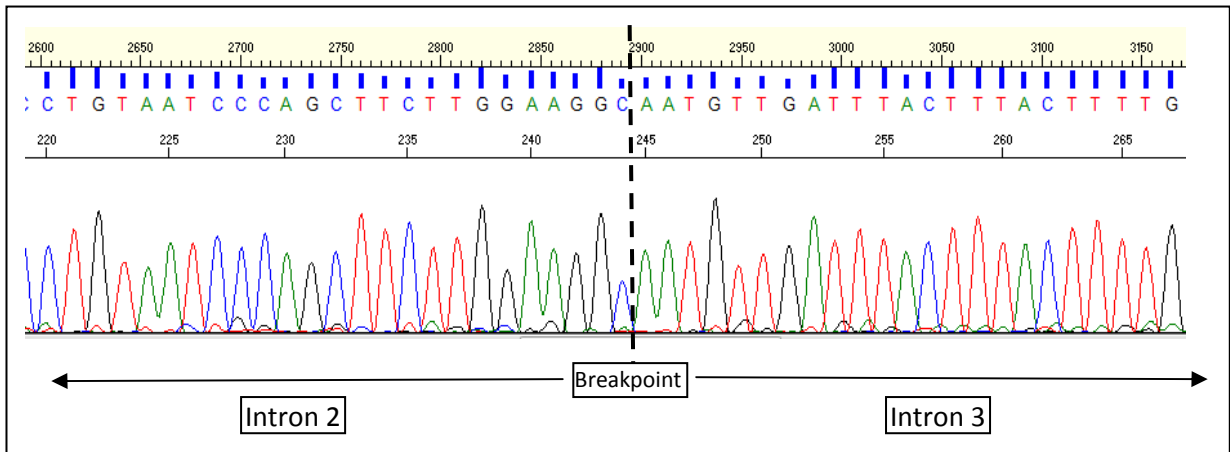 2600 2650 2700 2750 2800 2850 2900 2950 3000 3050 3100 3150
C C T G T A A T C C C A G C T T C T T G G A A G G C A A T G T T G A T T T A C T T T A C T T T T G
220 225 230 235 240 245 250 255 260 265
Breakpoint
Intron 2 Intron 3